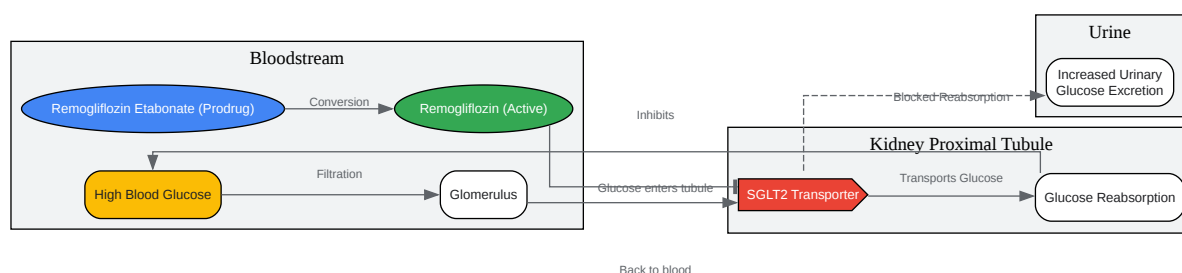 Urine
Bloodstream
Increased Urinary
Glucose Excretion
Remogliflozin Etabonate (Prodrug)
Conversion
Remogliflozin (Active)
Blocked Reabsorption
Inhibits
Kidney Proximal Tubule
High Blood Glucose
Filtration
Glomerulus
Glucose enters tubule
SGLT2 Transporter
Transports Glucose
Glucose Reabsorption
Back to blood